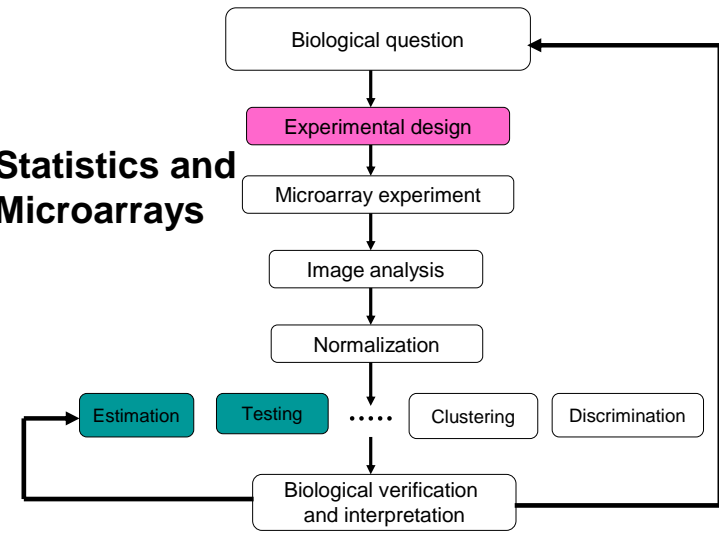 Biological question
Experimental design
Statistics and
Microarrays
Microarray experiment
Image analysis
Normalization
Estimation
Testing
.....
Clustering
Discrimination
Biological verification
and interpretation